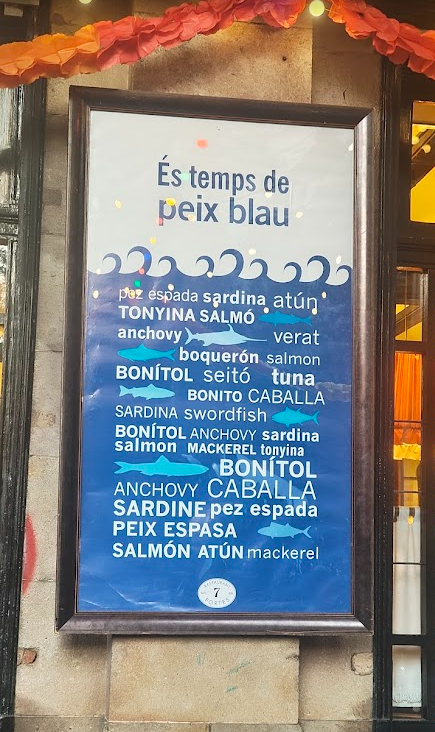 És temps de
peix blau
pez espada sardina atún
TONYINA SALMÓ
anchovy verat
boquerón salmon
BONÍTOL seitó tuna
BONITO CABALLA
SARDINA swordfish
BONÍTOL ANCHOVY sardina
salmon MACKEREL tonyina
BONÍTOL
ANCHOVY CABALLA
SARDINE pez espada
PEIX ESPASA
SALMÓN ATÚN mackerel
RESTAURANT
7
PORTES